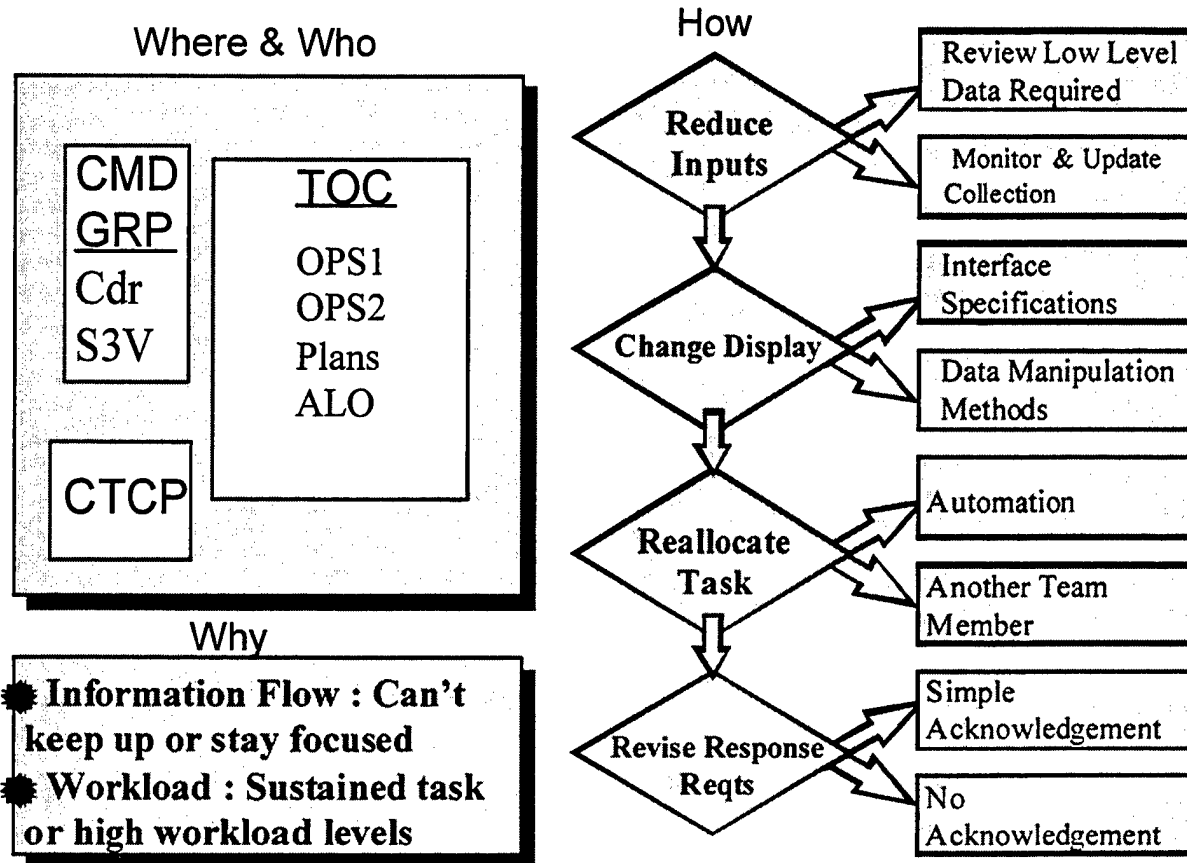 Where & Who
CMD
GRP
Cdr
S3V
TOC
OPS1
OPS2
Plans
ALO
CTCP
Why
Information Flow : Can't
keep up or stay focused
Workload : Sustained task
or high workload levels
How
Reduce
Inputs
Review Low Level
Data Required
Monitor & Update
Collection
Change Display
Interface
Specifications
Data Manipulation
Methods
Reallocate
Task
Automation
Another Team
Member
Revise Response
Reqts
Simple
Acknowledgement
No
Acknowledgement